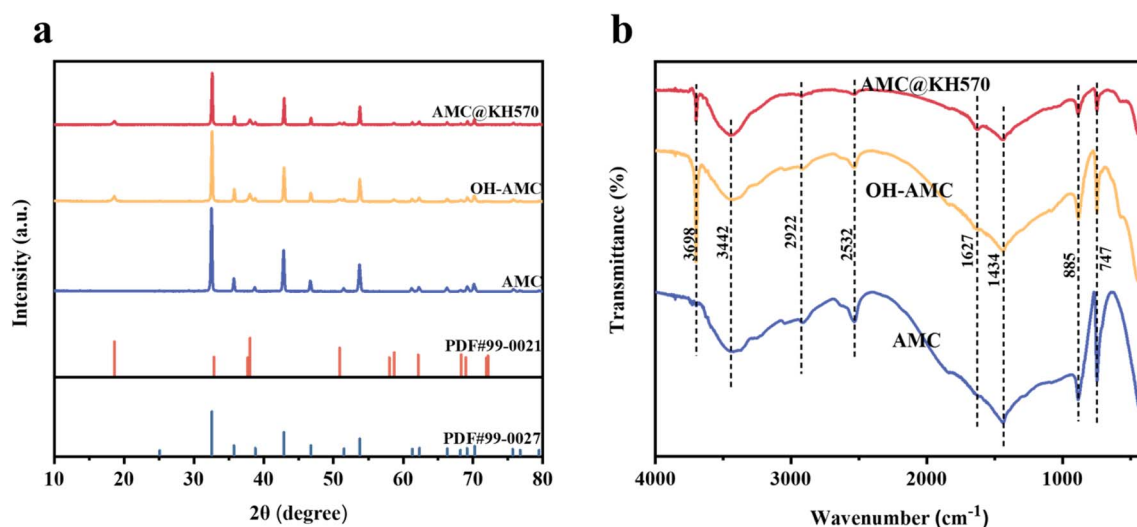 a
AMC@KH570
OH-AMC
AMC
PDF#99-0021
PDF#99-0027
Intensity (a.u.)
10 20 30 40 50 60 70 80
2θ (degree)
b
AMC@KH570
OH-AMC
AMC
3698 3442 2922 2532 1627 1434 885 747
Transmittance (%)
4000 3000 2000 1000
Wavenumber (cm⁻¹)